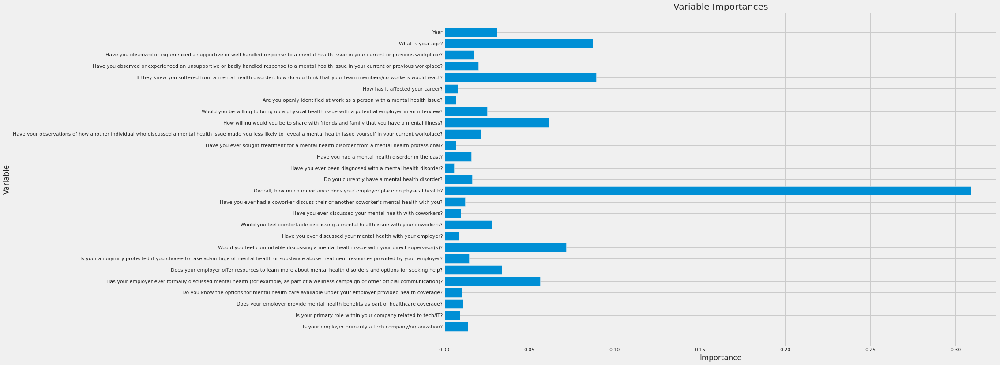 Variable Importances
Year
What is your age?
Have you observed or experienced a supportive or well handled response to a mental health issue in your current or previous workplace?
Have you observed or experienced an unsupportive or badly handled response to a mental health issue in your current or previous workplace?
If they knew you suffered from a mental health disorder, how do you think that your team members/co-workers would react?
How has it affected your career?
Are you openly identified at work as a person with a mental health issue?
Would you be willing to bring up a physical health issue with a potential employer in an interview?
How willing would you be to share with friends and family that you have a mental illness?
Have your observations of how another individual who discussed a mental health issue made you less likely to reveal a mental health issue yourself in your current workplace?
Have you ever sought treatment for a mental health disorder from a mental health professional?
Have you had a mental health disorder in the past?
Have you ever been diagnosed with a mental health disorder?
Do you currently have a mental health disorder?
Overall, how much importance does your employer place on physical health?
Have you ever had a coworker discuss their or another coworker's mental health with you?
Have you ever discussed your mental health with coworkers?
Would you feel comfortable discussing a mental health issue with your coworkers?
Have you ever discussed your mental health with your employer?
Would you feel comfortable discussing a mental health issue with your direct supervisor(s)?
Is your anonymity protected if you choose to take advantage of mental health or substance abuse treatment resources provided by your employer?
Does your employer offer resources to learn more about mental health disorders and options for seeking help?
Has your employer ever formally discussed mental health (for example, as part of a wellness campaign or other official communication)?
Do you know the options for mental health care available under your employer-provided health coverage?
Does your employer provide mental health benefits as part of healthcare coverage?
Is your primary role within your company related to tech/IT?
Is your employer primarily a tech company/organization?
Variable
0.00 0.05 0.10 0.15 0.20 0.25 0.30
Importance